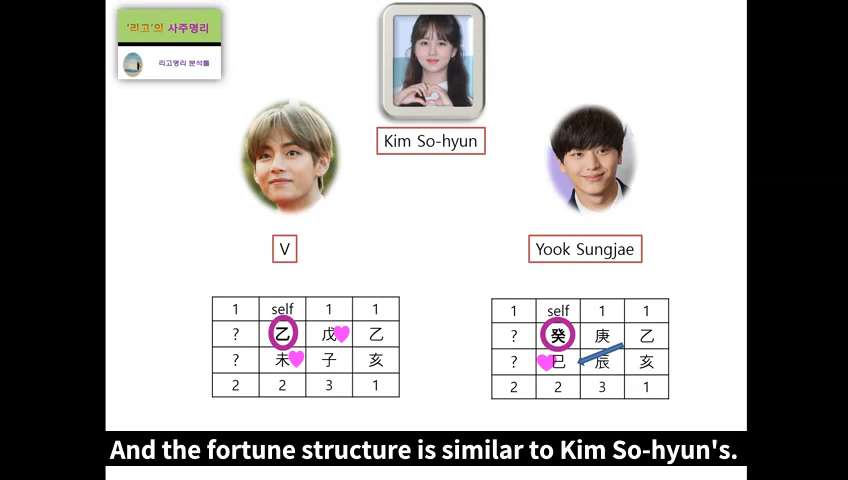 '리고'의 사주명리
리고명리 분석틀
Kim So-hyun
V
Yook Sungjae
1 self 1 1
? 乙 戊 乙
? 未 子 亥
2 2 3 1
1 self 1 1
? 癸 庚 乙
? 巳 辰 亥
2 2 3 1
And the fortune structure is similar to Kim So-hyun's.